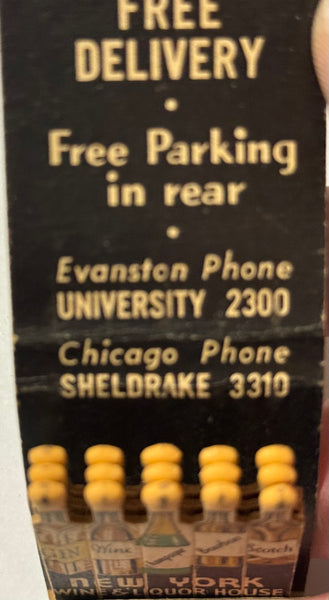 FREE
DELIVERY
•
Free Parking
in rear
•
Evanston Phone
UNIVERSITY 2300
Chicago Phone
SHELDRAKE 3310
GIN Wine Bourbon Scotch
NEW YORK
WINE & LIQUOR HOUSE